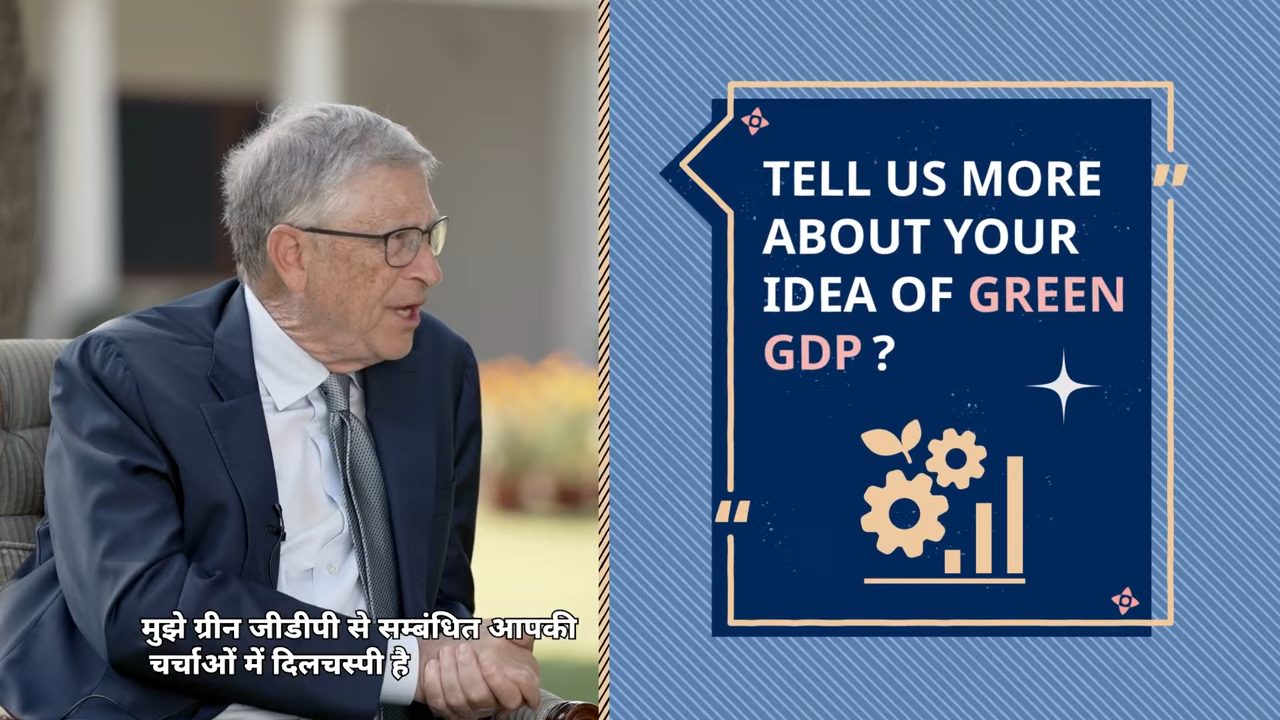 TELL US MORE
ABOUT YOUR
IDEA OF GREEN
GDP ?
मुझे ग्रीन जीडीपी से सम्बंधित आपकी
चर्चाओं में दिलचस्पी है